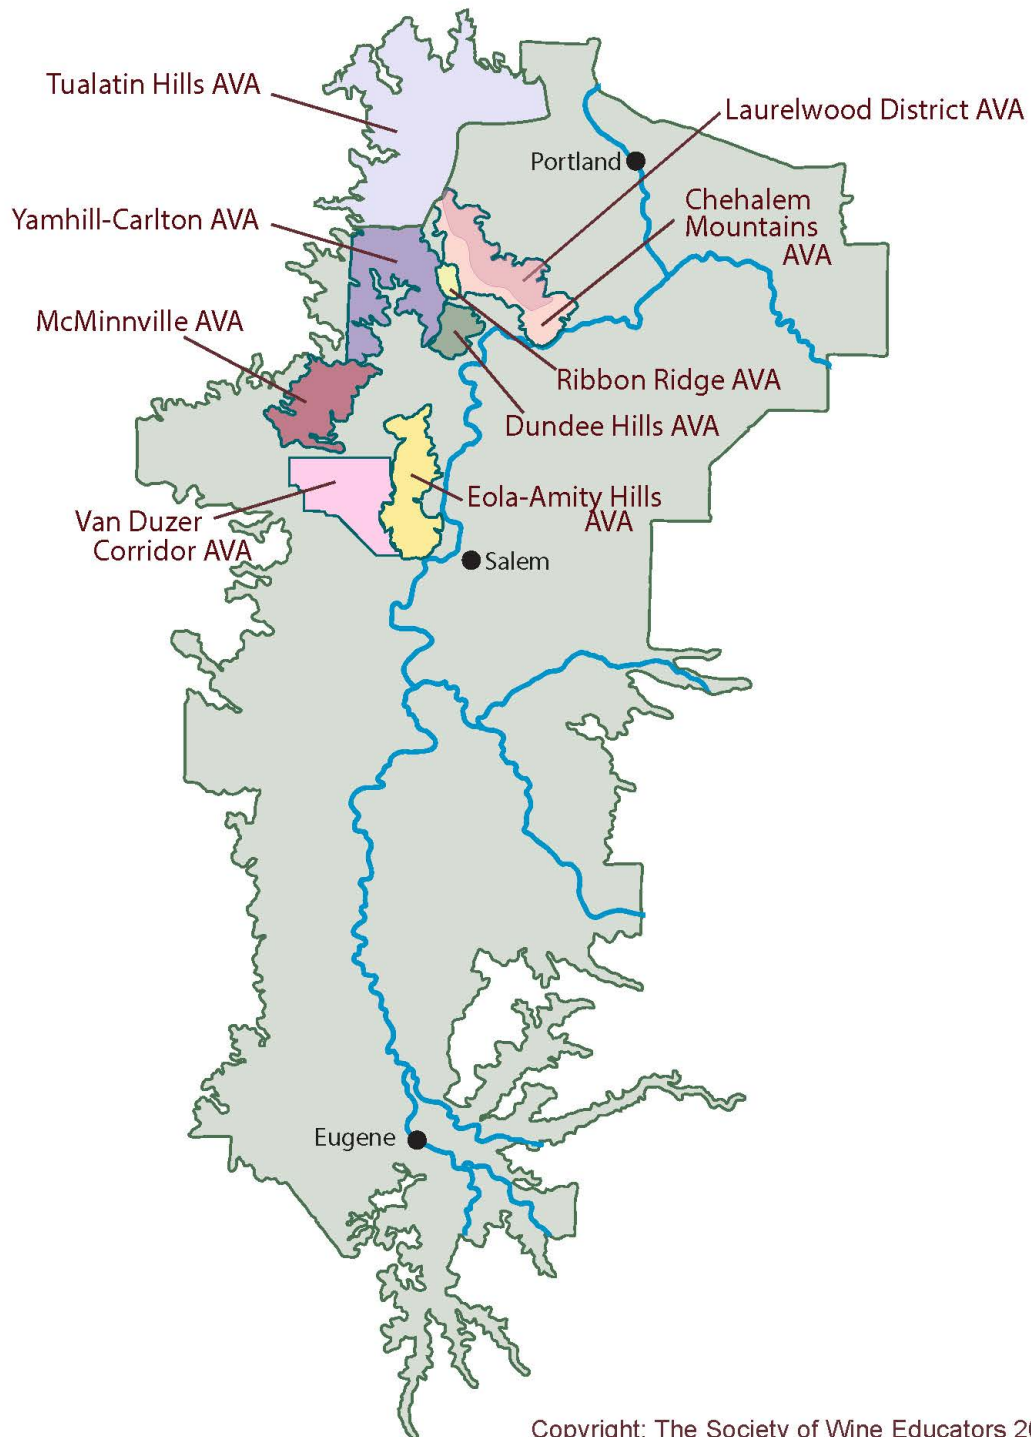 Tualatin Hills AVA
Laurelwood District AVA
Portland
Chehalem
Mountains
AVA
Yamhill-Carlton AVA
McMinnville AVA
Ribbon Ridge AVA
Dundee Hills AVA
Eola-Amity Hills
AVA
Van Duzer
Corridor AVA
Salem
Eugene
Copyright: The Society of Wine Educators 20